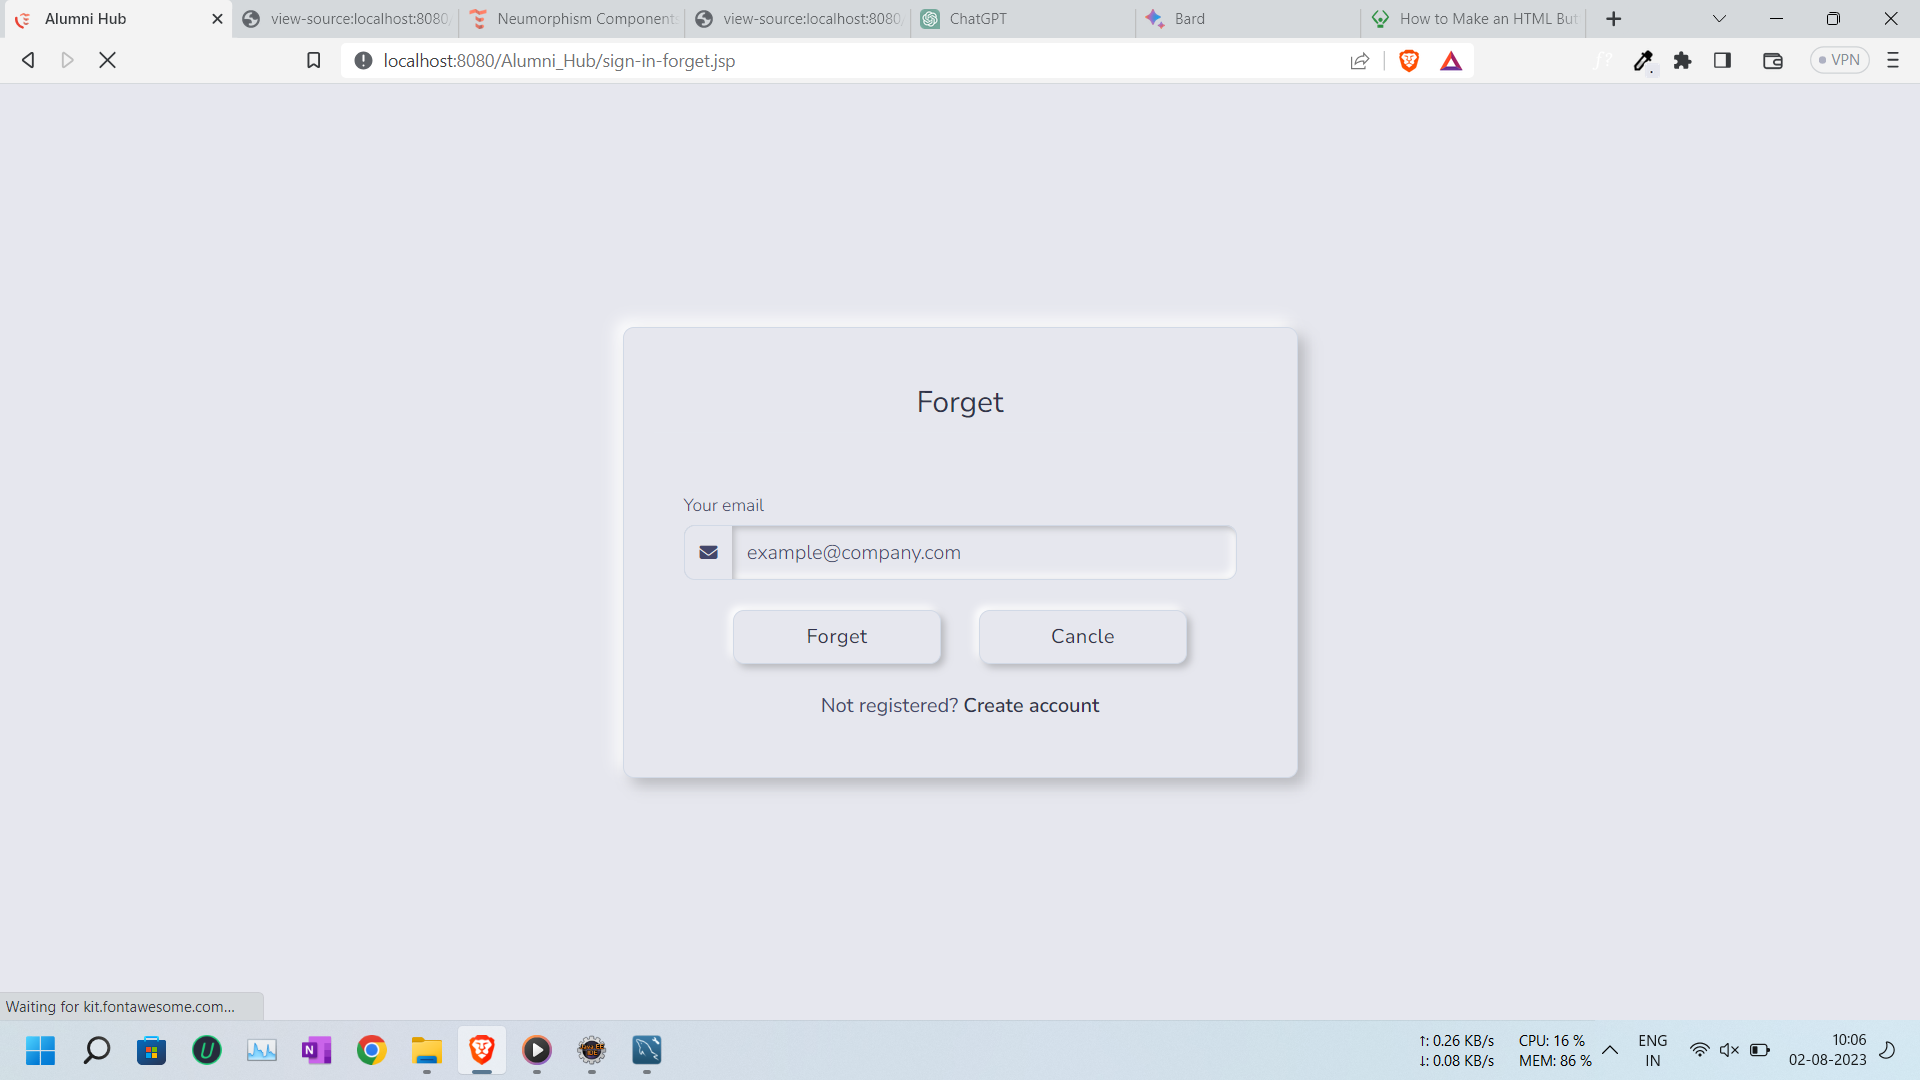 Alumni Hub
view-source:localhost:8080/
Neumorphism Component
view-source:localhost:8080/
ChatGPT
Bard
How to Make an HTML But
localhost:8080/Alumni_Hub/sign-in-forget.jsp
VPN
Forget
Your email
example@company.com
Forget
Cancle
Not registered? Create account
Waiting for kit.fontawesome.com...
↑: 0.26 KB/s
↓: 0.08 KB/s
CPU: 16 %
MEM: 86 %
ENG
IN
10:06
02-08-2023